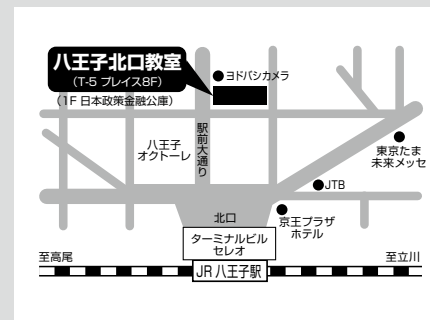 八王子北口教室
(T-5 プレイス8F)
(1F 日本政策金融公庫)
ヨドバシカメラ
駅前大通り
八王子
オクトーレ
東京たま
未来メッセ
JTB
北口
京王プラザ
ホテル
ターミナルビル
セレオ
至高尾
至立川
JR 八王子駅